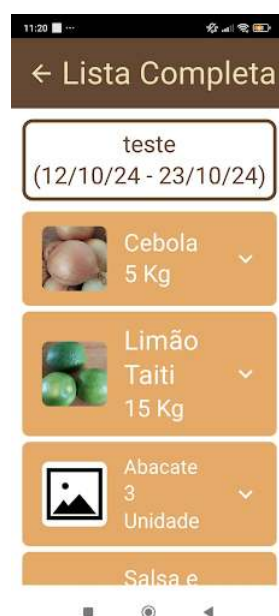 11:20
← Lista Completa
teste
(12/10/24 - 23/10/24)
Cebola
5 Kg
Limão
Taiti
15 Kg
Abacate
3
Unidade
Salsa e